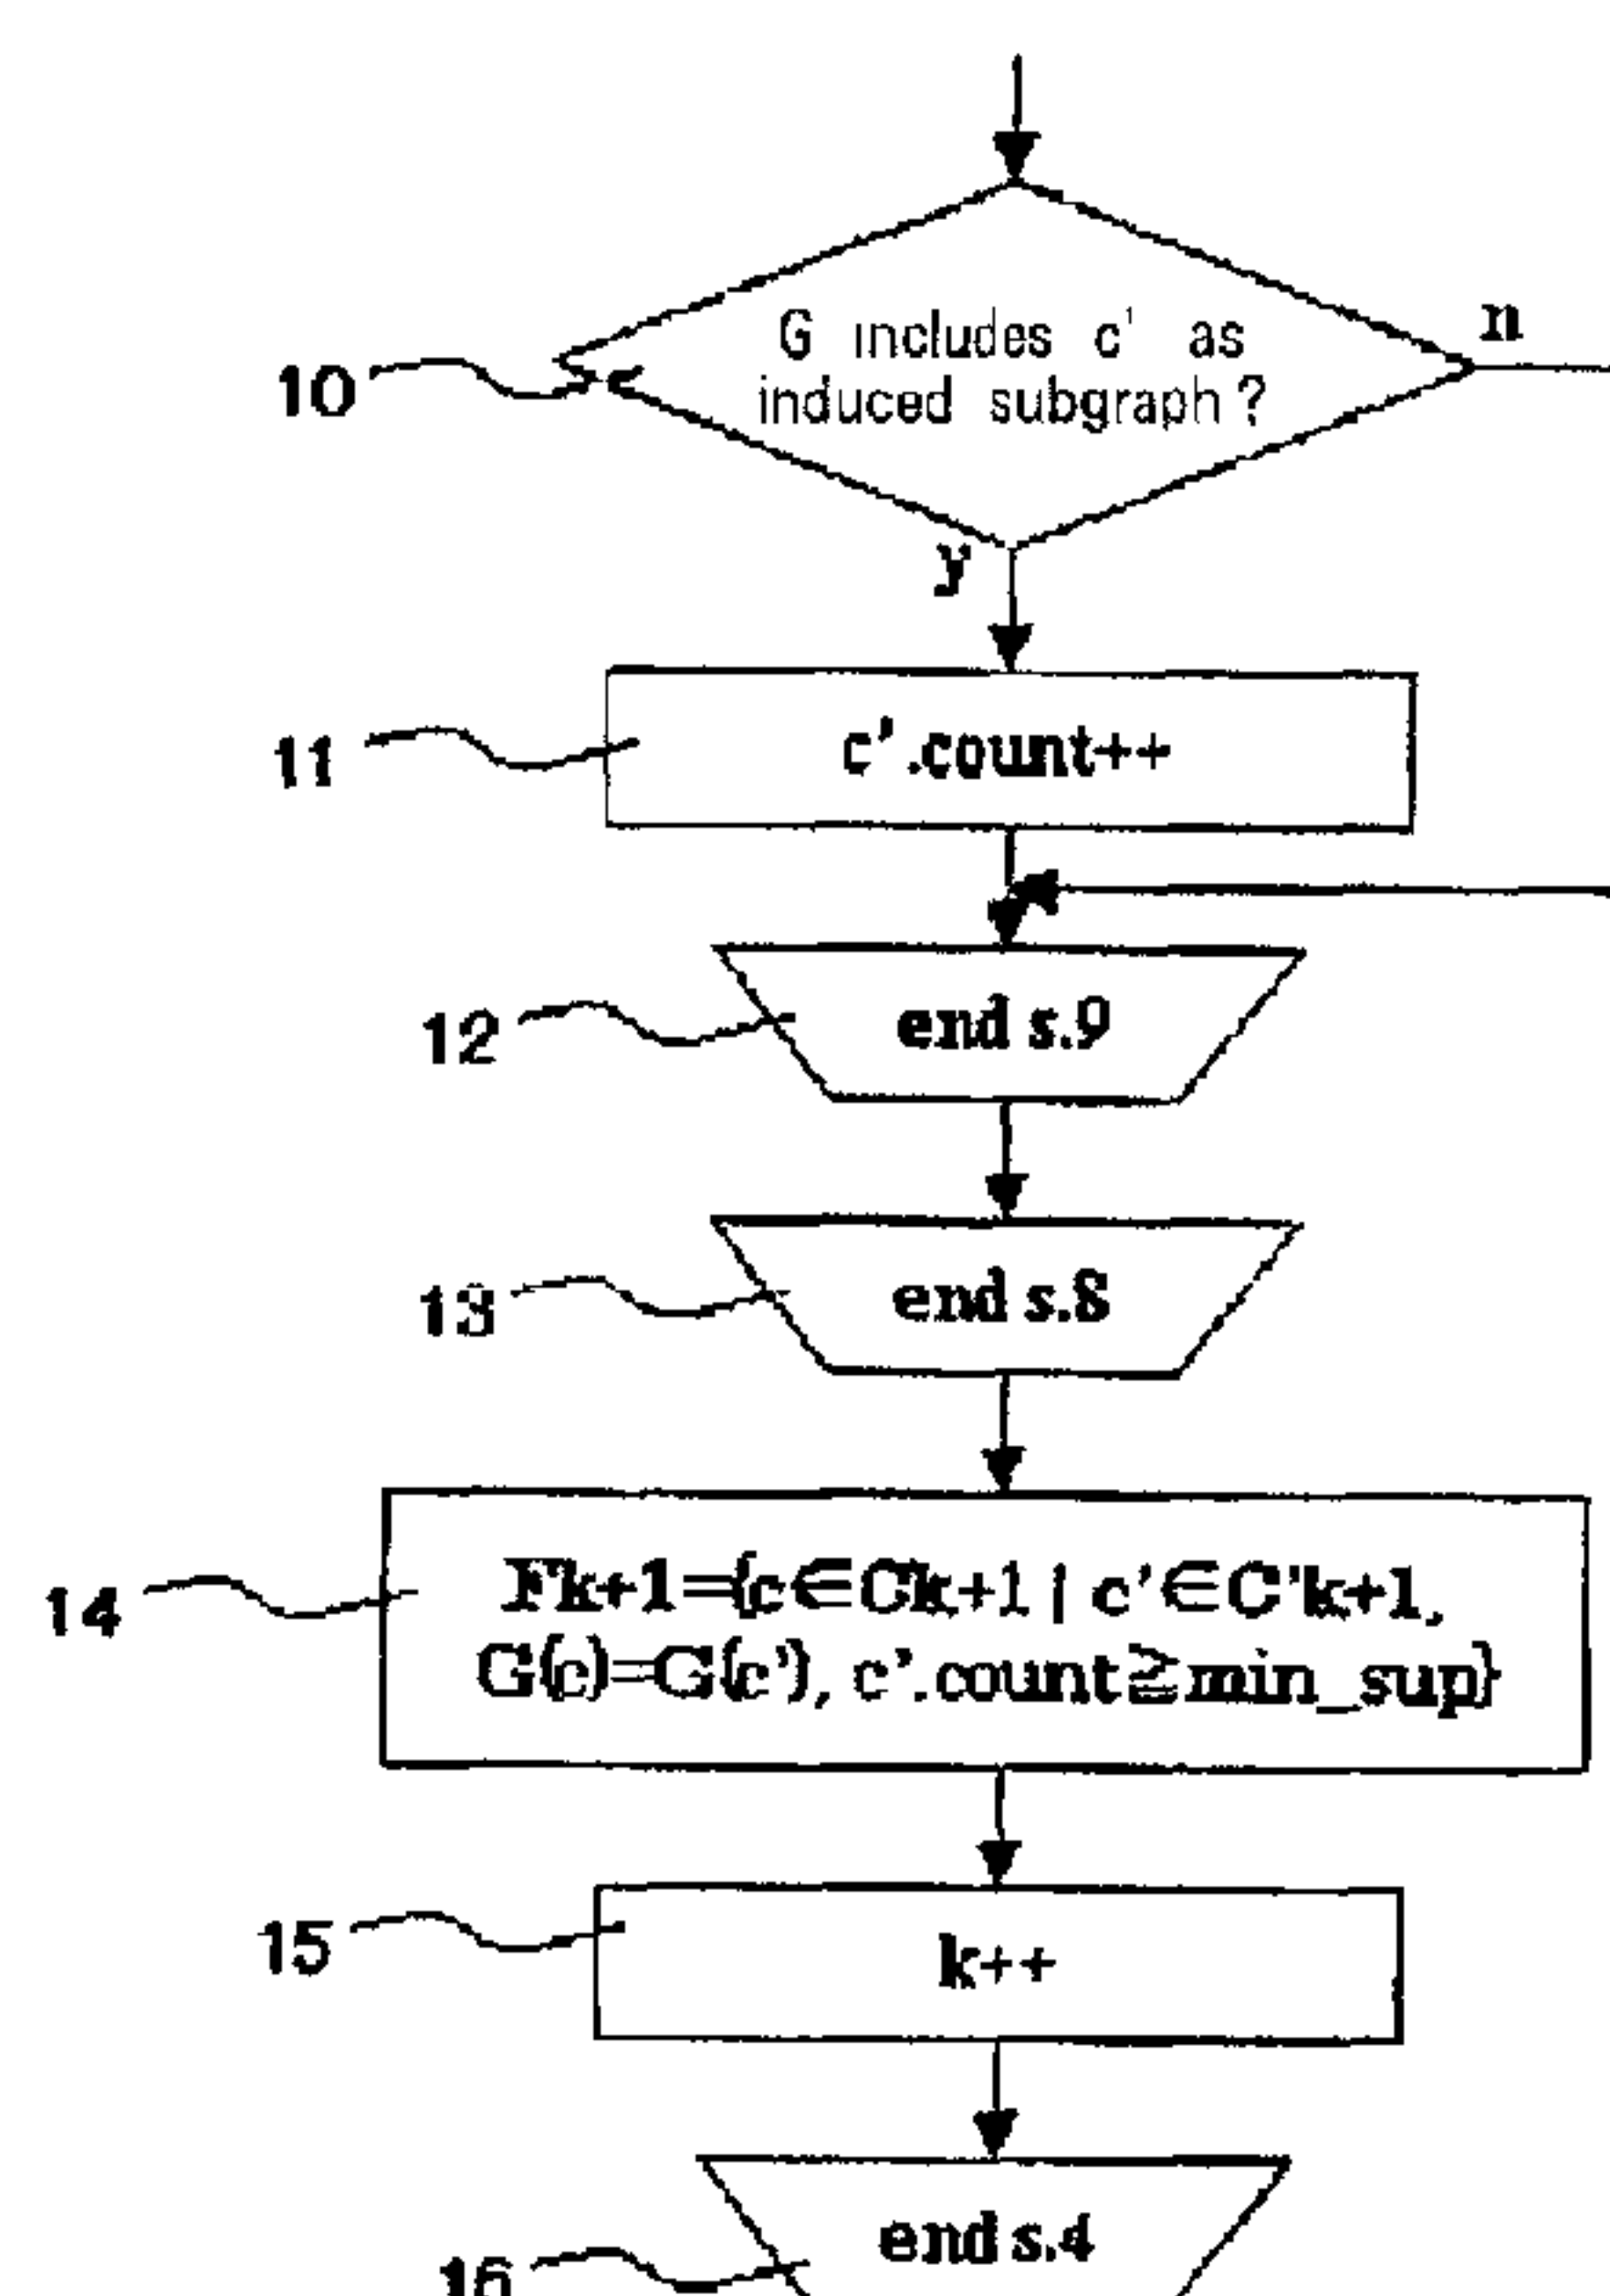 G includes c' as
induced subgraph ?
n
10
y
11
c'.count++
12
end s.9
13
end s.8
14
Fk+1={c∈Ck+1 | c'∈C'k+1,
G(c)=G(c'), c'.count≧min_sup}
15
k++
16
end s.4